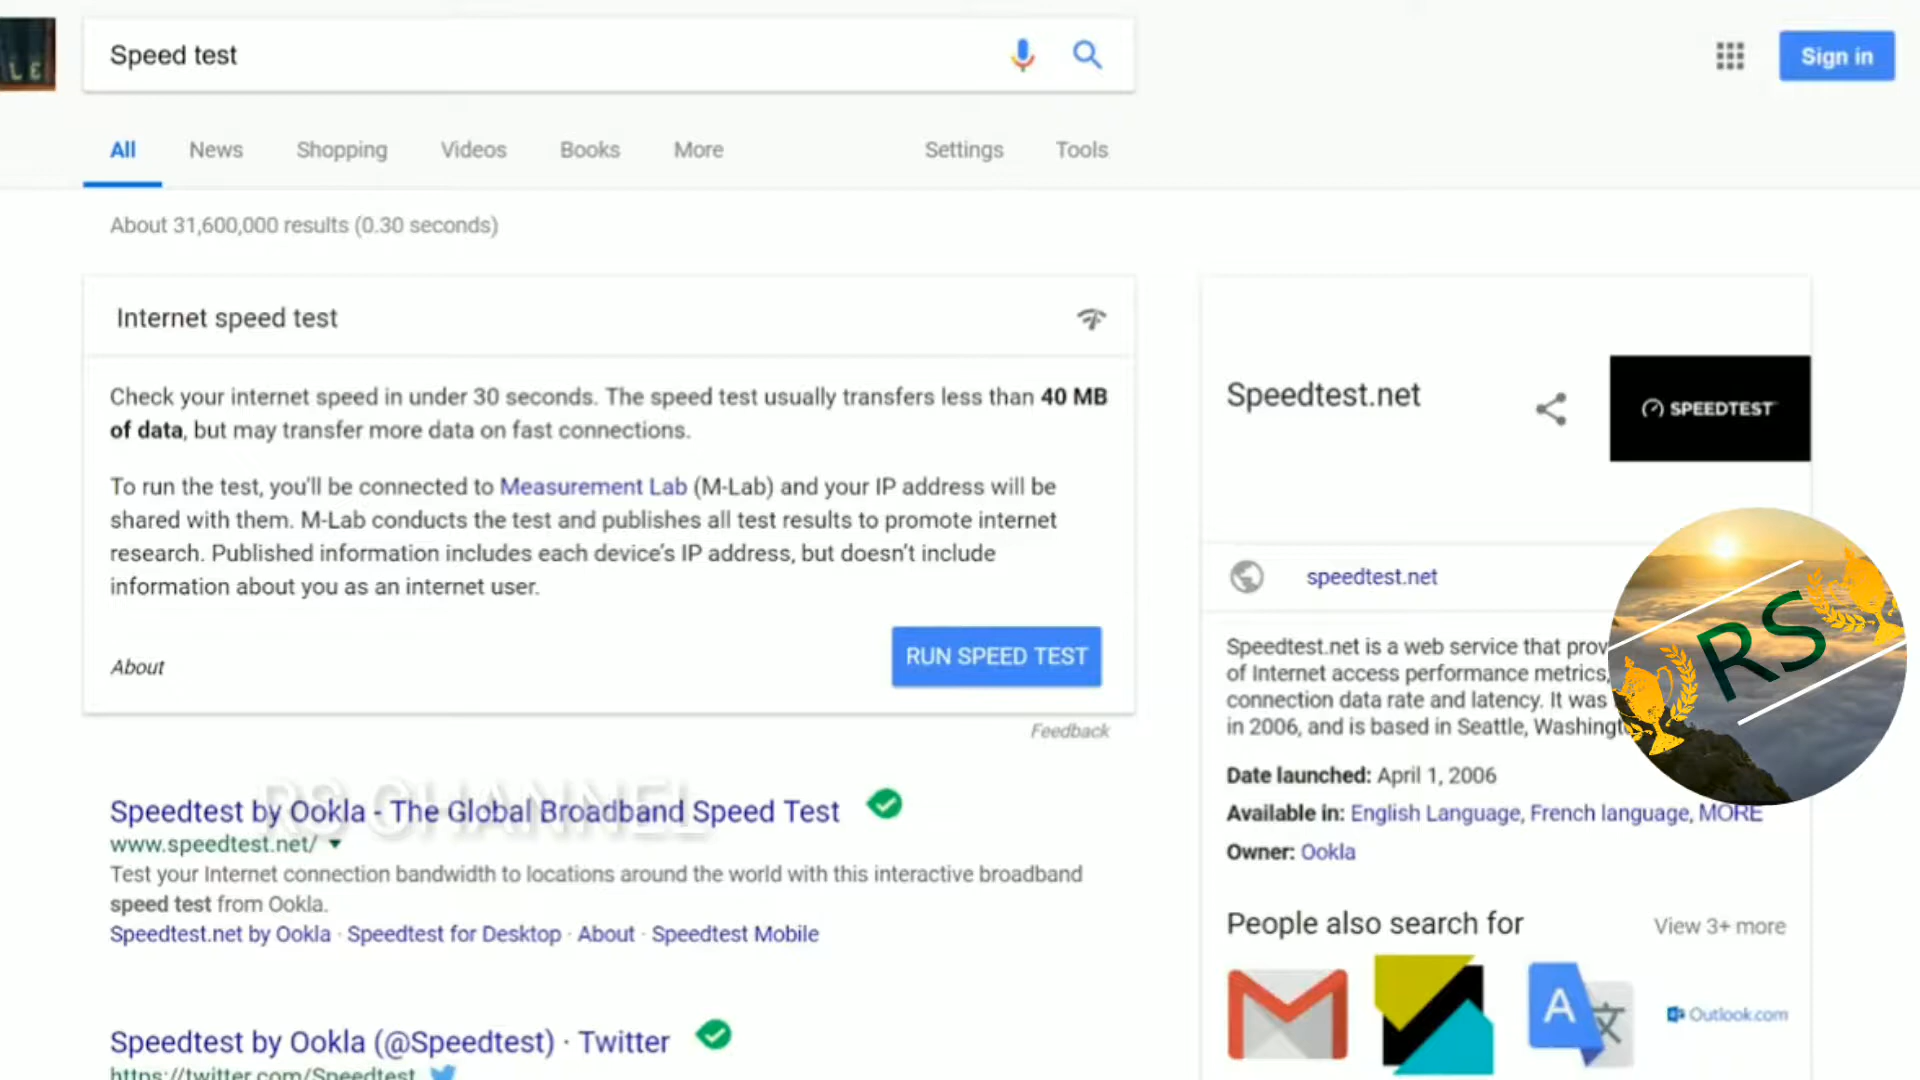 LE
Speed test
Sign in
All News Shopping Videos Books More Settings Tools
About 31,600,000 results (0.30 seconds)
Internet speed test
Check your internet speed in under 30 seconds. The speed test usually transfers less than 40 MB
of data, but may transfer more data on fast connections.
To run the test, you'll be connected to Measurement Lab (M-Lab) and your IP address will be
shared with them. M-Lab conducts the test and publishes all test results to promote internet
research. Published information includes each device's IP address, but doesn't include
information about you as an internet user.
About
RUN SPEED TEST
Feedback
RS CHANNEL
Speedtest by Ookla - The Global Broadband Speed Test
www.speedtest.net/
Test your Internet connection bandwidth to locations around the world with this interactive broadband
speed test from Ookla.
Speedtest.net by Ookla · Speedtest for Desktop · About · Speedtest Mobile
Speedtest by Ookla (@Speedtest) · Twitter
https://twitter.com/Speedtest
Speedtest.net
SPEEDTEST
speedtest.net
RS
Speedtest.net is a web service that
of Internet access performance metrics,
connection data rate and latency. It was
in 2006, and is based in Seattle,
Date launched: April 1, 2006
Available in: English Language, French language, MORE
Owner: Ookla
People also search for
View 3+ more
A 文
Outlook.com